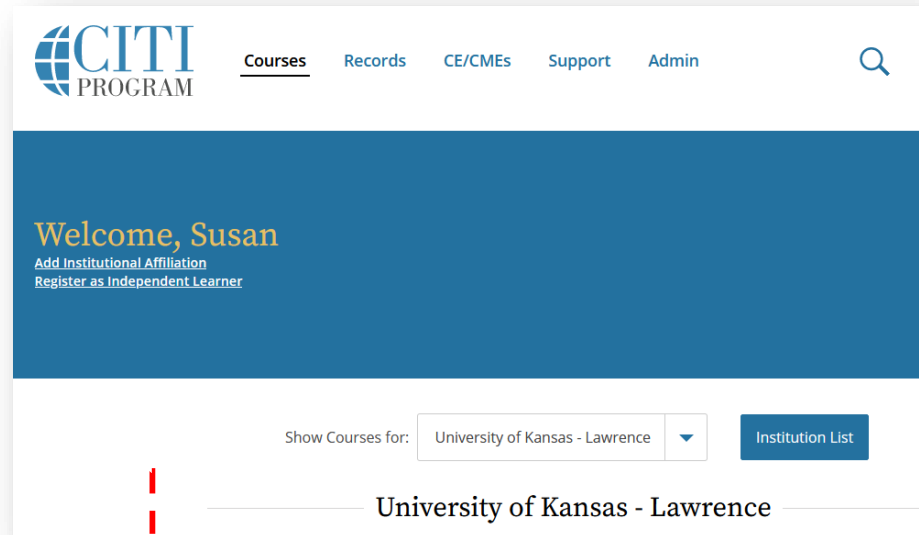 CITI
PROGRAM
Courses Records CE/CMEs Support Admin
Welcome, Susan
Add Institutional Affiliation
Register as Independent Learner
Show Courses for: University of Kansas - Lawrence Institution List
University of Kansas - Lawrence